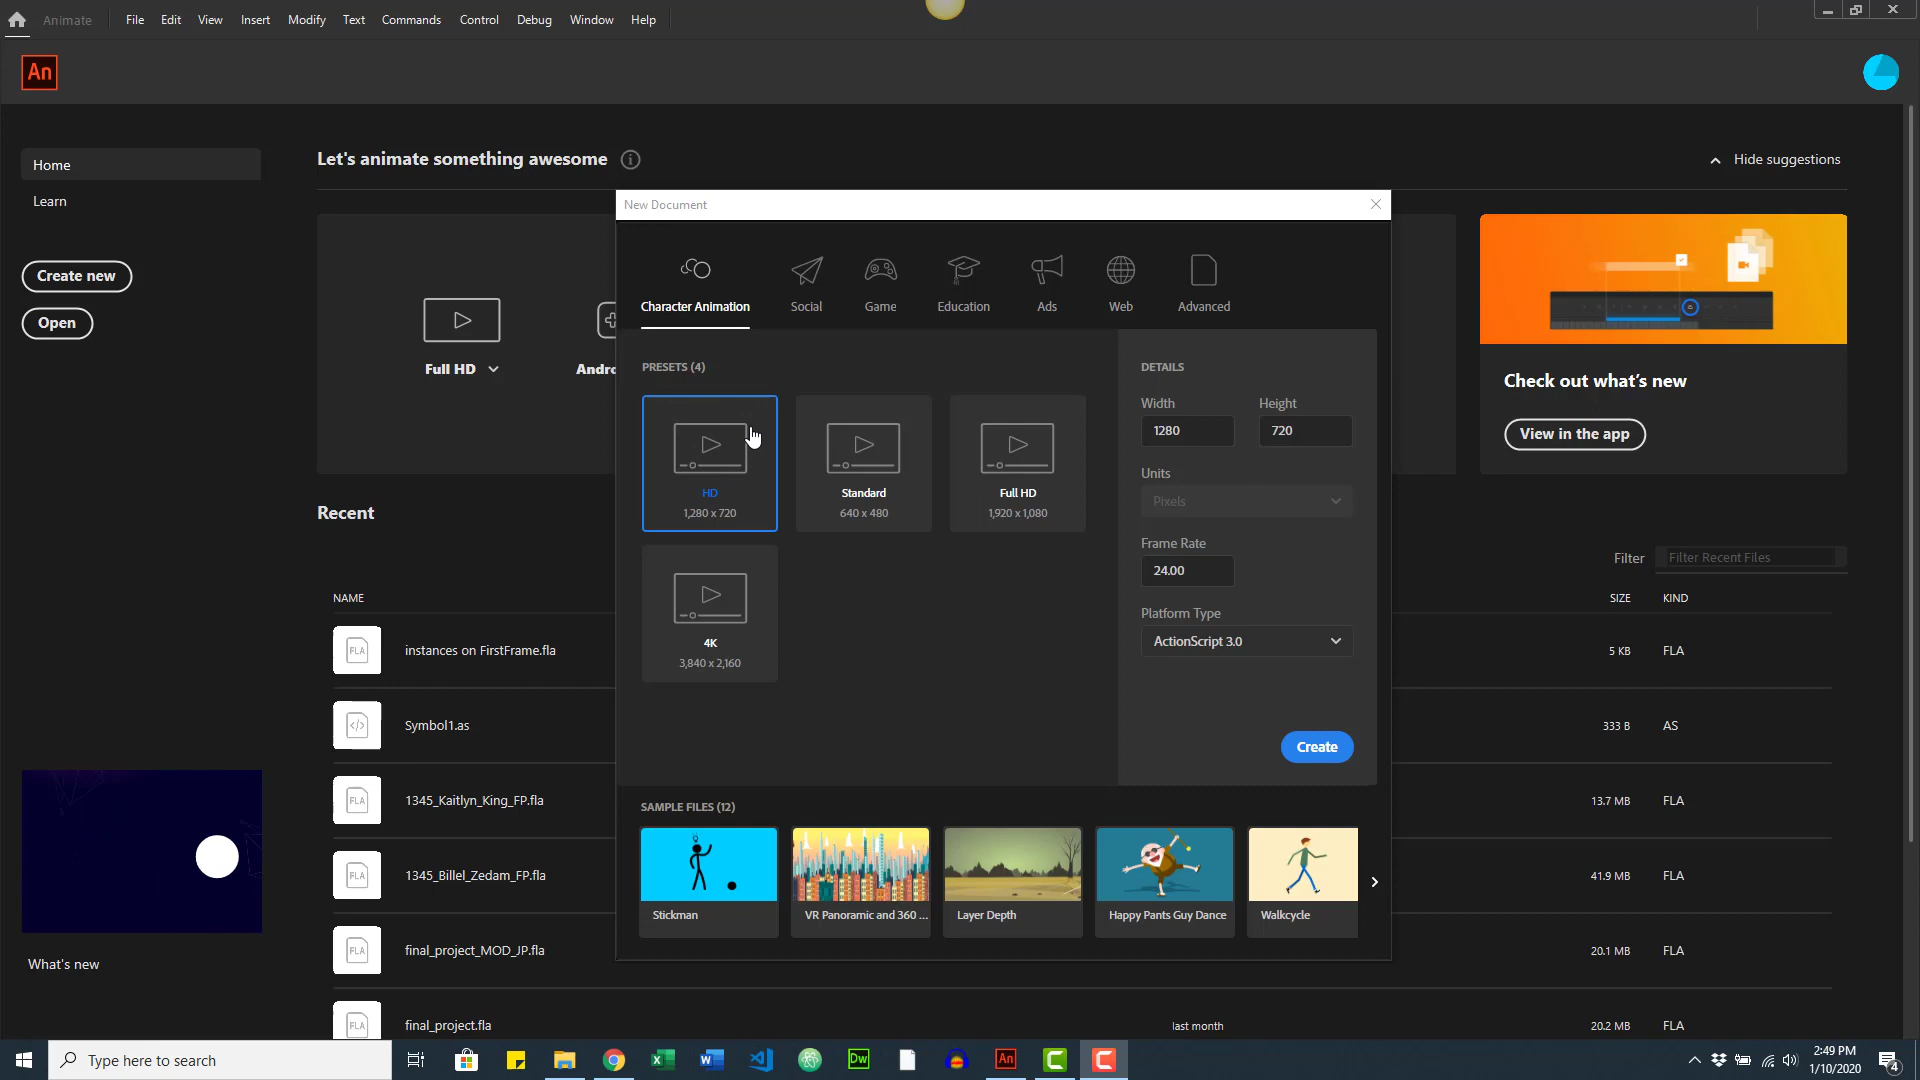 Animate File Edit View Insert Modify Text Commands Control Debug Window Help
An
Home
Learn
Create new
Open
What's new
Let's animate something awesome
Hide suggestions
Full HD
Andro
Check out what's new
View in the app
Recent
Filter Filter Recent Files
NAME SIZE KIND
FLA instances on FirstFrame.fla 5 KB FLA
</> Symbol1.as 333 B AS
FLA 1345_Kaitlyn_King_FP.fla 13.7 MB FLA
FLA 1345_Billel_Zedam_FP.fla 41.9 MB FLA
FLA final_project_MOD_JP.fla 20.1 MB FLA
FLA final_project.fla last month 20.2 MB FLA
New Document
Character Animation Social Game Education Ads Web Advanced
PRESETS (4)
HD
1,280 x 720
Standard
640 x 480
Full HD
1,920 x 1,080
4K
3,840 x 2,160
DETAILS
Width Height
1280 720
Units
Pixels
Frame Rate
24.00
Platform Type
ActionScript 3.0
Create
SAMPLE FILES (12)
Stickman VR Panoramic and 360 ... Layer Depth Happy Pants Guy Dance Walkcycle
Type here to search
Dw
An
2:49 PM
1/10/2020
4